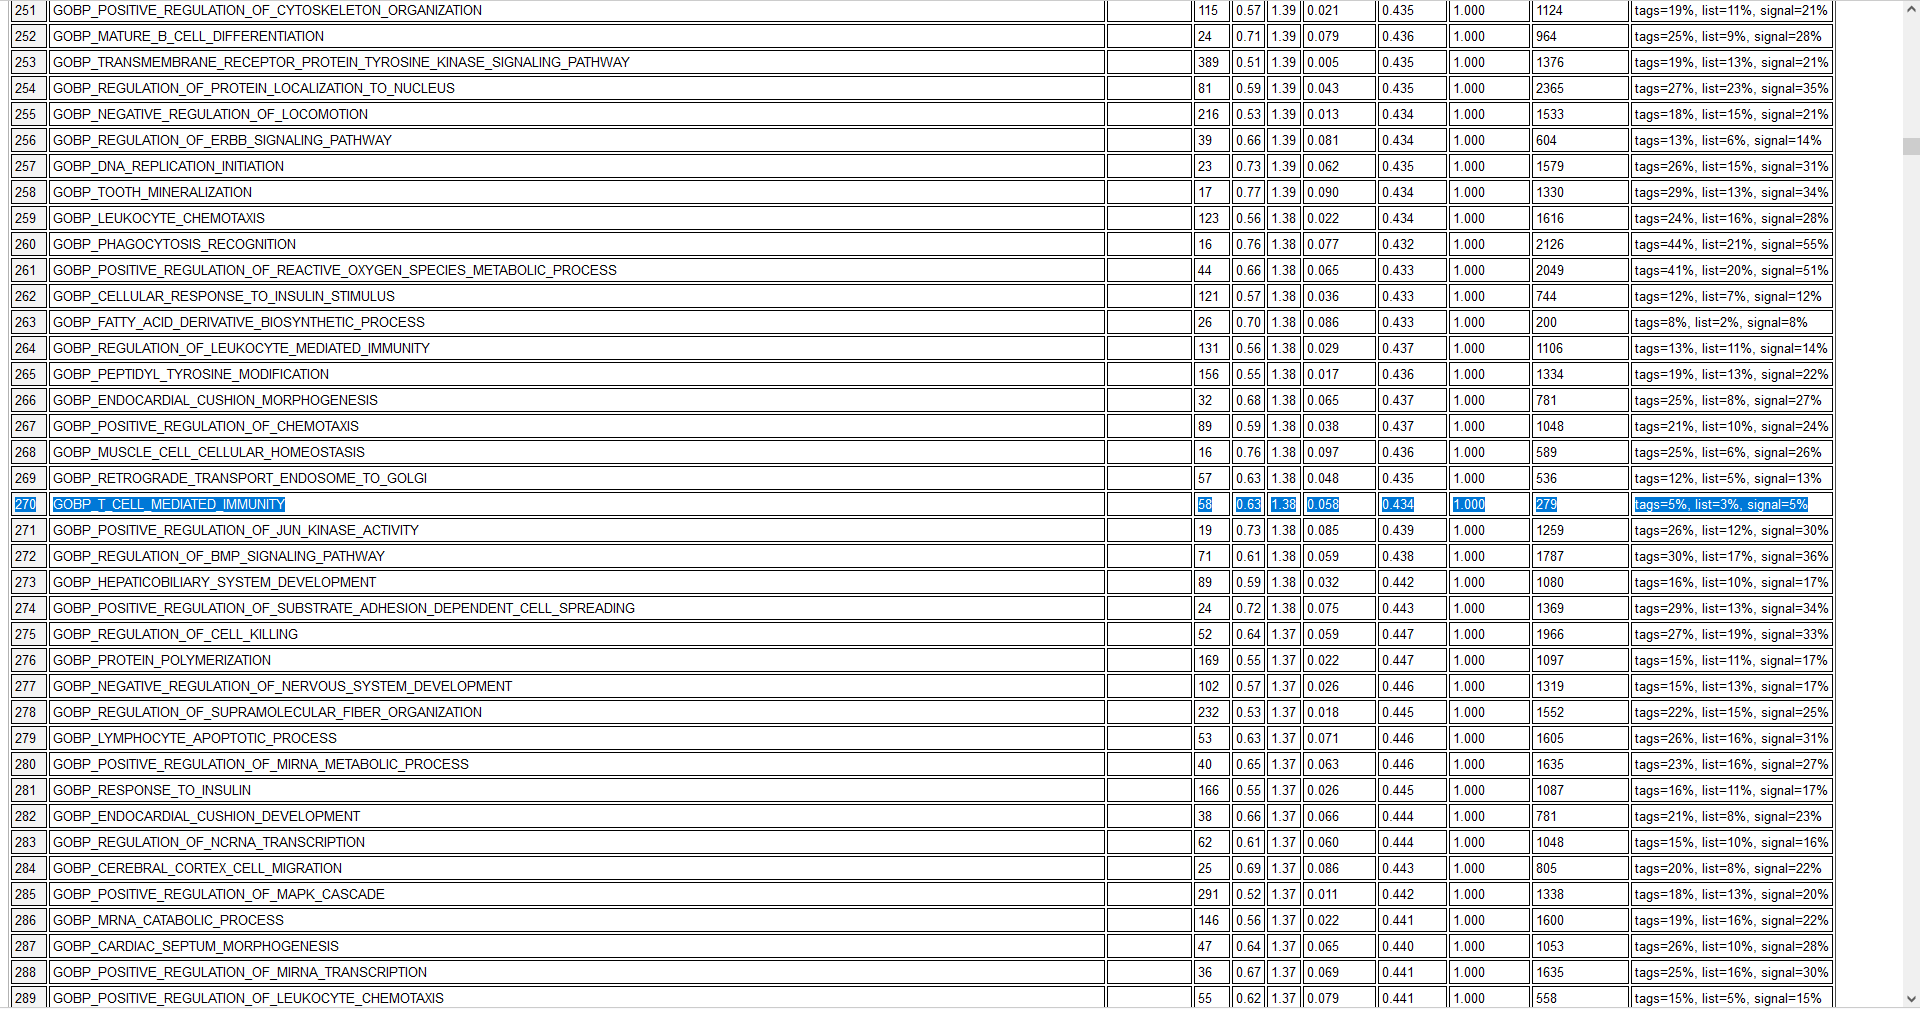 251 GOBP_POSITIVE_REGULATION_OF_CYTOSKELETON_ORGANIZATION 115 0.57 1.39 0.021 0.435 1.000 1124 tags=19%, list=11%, signal=21%
252 GOBP_MATURE_B_CELL_DIFFERENTIATION 24 0.71 1.39 0.079 0.436 1.000 964 tags=25%, list=9%, signal=28%
253 GOBP_TRANSMEMBRANE_RECEPTOR_PROTEIN_TYROSINE_KINASE_SIGNALING_PATHWAY 389 0.51 1.39 0.005 0.435 1.000 1376 tags=19%, list=13%, signal=21%
254 GOBP_REGULATION_OF_PROTEIN_LOCALIZATION_TO_NUCLEUS 81 0.59 1.39 0.043 0.435 1.000 2365 tags=27%, list=23%, signal=35%
255 GOBP_NEGATIVE_REGULATION_OF_LOCOMOTION 216 0.53 1.39 0.013 0.434 1.000 1533 tags=18%, list=15%, signal=21%
256 GOBP_REGULATION_OF_ERBB_SIGNALING_PATHWAY 39 0.66 1.39 0.081 0.434 1.000 604 tags=13%, list=6%, signal=14%
257 GOBP_DNA_REPLICATION_INITIATION 23 0.73 1.39 0.062 0.435 1.000 1579 tags=26%, list=15%, signal=31%
258 GOBP_TOOTH_MINERALIZATION 17 0.77 1.39 0.090 0.434 1.000 1330 tags=29%, list=13%, signal=34%
259 GOBP_LEUKOCYTE_CHEMOTAXIS 123 0.56 1.38 0.022 0.434 1.000 1616 tags=24%, list=16%, signal=28%
260 GOBP_PHAGOCYTOSIS_RECOGNITION 16 0.76 1.38 0.077 0.432 1.000 2126 tags=44%, list=21%, signal=55%
261 GOBP_POSITIVE_REGULATION_OF_REACTIVE_OXYGEN_SPECIES_METABOLIC_PROCESS 44 0.66 1.38 0.065 0.433 1.000 2049 tags=41%, list=20%, signal=51%
262 GOBP_CELLULAR_RESPONSE_TO_INSULIN_STIMULUS 121 0.57 1.38 0.036 0.433 1.000 744 tags=12%, list=7%, signal=12%
263 GOBP_FATTY_ACID_DERIVATIVE_BIOSYNTHETIC_PROCESS 26 0.70 1.38 0.086 0.433 1.000 200 tags=8%, list=2%, signal=8%
264 GOBP_REGULATION_OF_LEUKOCYTE_MEDIATED_IMMUNITY 131 0.56 1.38 0.029 0.437 1.000 1106 tags=13%, list=11%, signal=14%
265 GOBP_PEPTIDYL_TYROSINE_MODIFICATION 156 0.55 1.38 0.017 0.436 1.000 1334 tags=19%, list=13%, signal=22%
266 GOBP_ENDOCARDIAL_CUSHION_MORPHOGENESIS 32 0.68 1.38 0.065 0.437 1.000 781 tags=25%, list=8%, signal=27%
267 GOBP_POSITIVE_REGULATION_OF_CHEMOTAXIS 89 0.59 1.38 0.038 0.437 1.000 1048 tags=21%, list=10%, signal=24%
268 GOBP_MUSCLE_CELL_CELLULAR_HOMEOSTASIS 16 0.76 1.38 0.097 0.436 1.000 589 tags=25%, list=6%, signal=26%
269 GOBP_RETROGRADE_TRANSPORT_ENDOSOME_TO_GOLGI 57 0.63 1.38 0.048 0.435 1.000 536 tags=12%, list=5%, signal=13%
270 GOBP_T_CELL_MEDIATED_IMMUNITY 58 0.63 1.38 0.058 0.434 1.000 279 tags=5%, list=3%, signal=5%
271 GOBP_POSITIVE_REGULATION_OF_JUN_KINASE_ACTIVITY 19 0.73 1.38 0.085 0.439 1.000 1259 tags=26%, list=12%, signal=30%
272 GOBP_REGULATION_OF_BMP_SIGNALING_PATHWAY 71 0.61 1.38 0.059 0.438 1.000 1787 tags=30%, list=17%, signal=36%
273 GOBP_HEPATICOBILIARY_SYSTEM_DEVELOPMENT 89 0.59 1.38 0.032 0.442 1.000 1080 tags=16%, list=10%, signal=17%
274 GOBP_POSITIVE_REGULATION_OF_SUBSTRATE_ADHESION_DEPENDENT_CELL_SPREADING 24 0.72 1.38 0.075 0.443 1.000 1369 tags=29%, list=13%, signal=34%
275 GOBP_REGULATION_OF_CELL_KILLING 52 0.64 1.37 0.059 0.447 1.000 1966 tags=27%, list=19%, signal=33%
276 GOBP_PROTEIN_POLYMERIZATION 169 0.55 1.37 0.022 0.447 1.000 1097 tags=15%, list=11%, signal=17%
277 GOBP_NEGATIVE_REGULATION_OF_NERVOUS_SYSTEM_DEVELOPMENT 102 0.57 1.37 0.026 0.446 1.000 1319 tags=15%, list=13%, signal=17%
278 GOBP_REGULATION_OF_SUPRAMOLECULAR_FIBER_ORGANIZATION 232 0.53 1.37 0.018 0.445 1.000 1552 tags=22%, list=15%, signal=25%
279 GOBP_LYMPHOCYTE_APOPTOTIC_PROCESS 53 0.63 1.37 0.071 0.446 1.000 1605 tags=26%, list=16%, signal=31%
280 GOBP_POSITIVE_REGULATION_OF_MIRNA_METABOLIC_PROCESS 40 0.65 1.37 0.063 0.446 1.000 1635 tags=23%, list=16%, signal=27%
281 GOBP_RESPONSE_TO_INSULIN 166 0.55 1.37 0.026 0.445 1.000 1087 tags=16%, list=11%, signal=17%
282 GOBP_ENDOCARDIAL_CUSHION_DEVELOPMENT 38 0.66 1.37 0.066 0.444 1.000 781 tags=21%, list=8%, signal=23%
283 GOBP_REGULATION_OF_NCRNA_TRANSCRIPTION 62 0.61 1.37 0.060 0.444 1.000 1048 tags=15%, list=10%, signal=16%
284 GOBP_CEREBRAL_CORTEX_CELL_MIGRATION 25 0.69 1.37 0.086 0.443 1.000 805 tags=20%, list=8%, signal=22%
285 GOBP_POSITIVE_REGULATION_OF_MAPK_CASCADE 291 0.52 1.37 0.011 0.442 1.000 1338 tags=18%, list=13%, signal=20%
286 GOBP_MRNA_CATABOLIC_PROCESS 146 0.56 1.37 0.022 0.441 1.000 1600 tags=19%, list=16%, signal=22%
287 GOBP_CARDIAC_SEPTUM_MORPHOGENESIS 47 0.64 1.37 0.065 0.440 1.000 1053 tags=26%, list=10%, signal=28%
288 GOBP_POSITIVE_REGULATION_OF_MIRNA_TRANSCRIPTION 36 0.67 1.37 0.069 0.441 1.000 1635 tags=25%, list=16%, signal=30%
289 GOBP_POSITIVE_REGULATION_OF_LEUKOCYTE_CHEMOTAXIS 55 0.62 1.37 0.079 0.441 1.000 558 tags=15%, list=5%, signal=15%